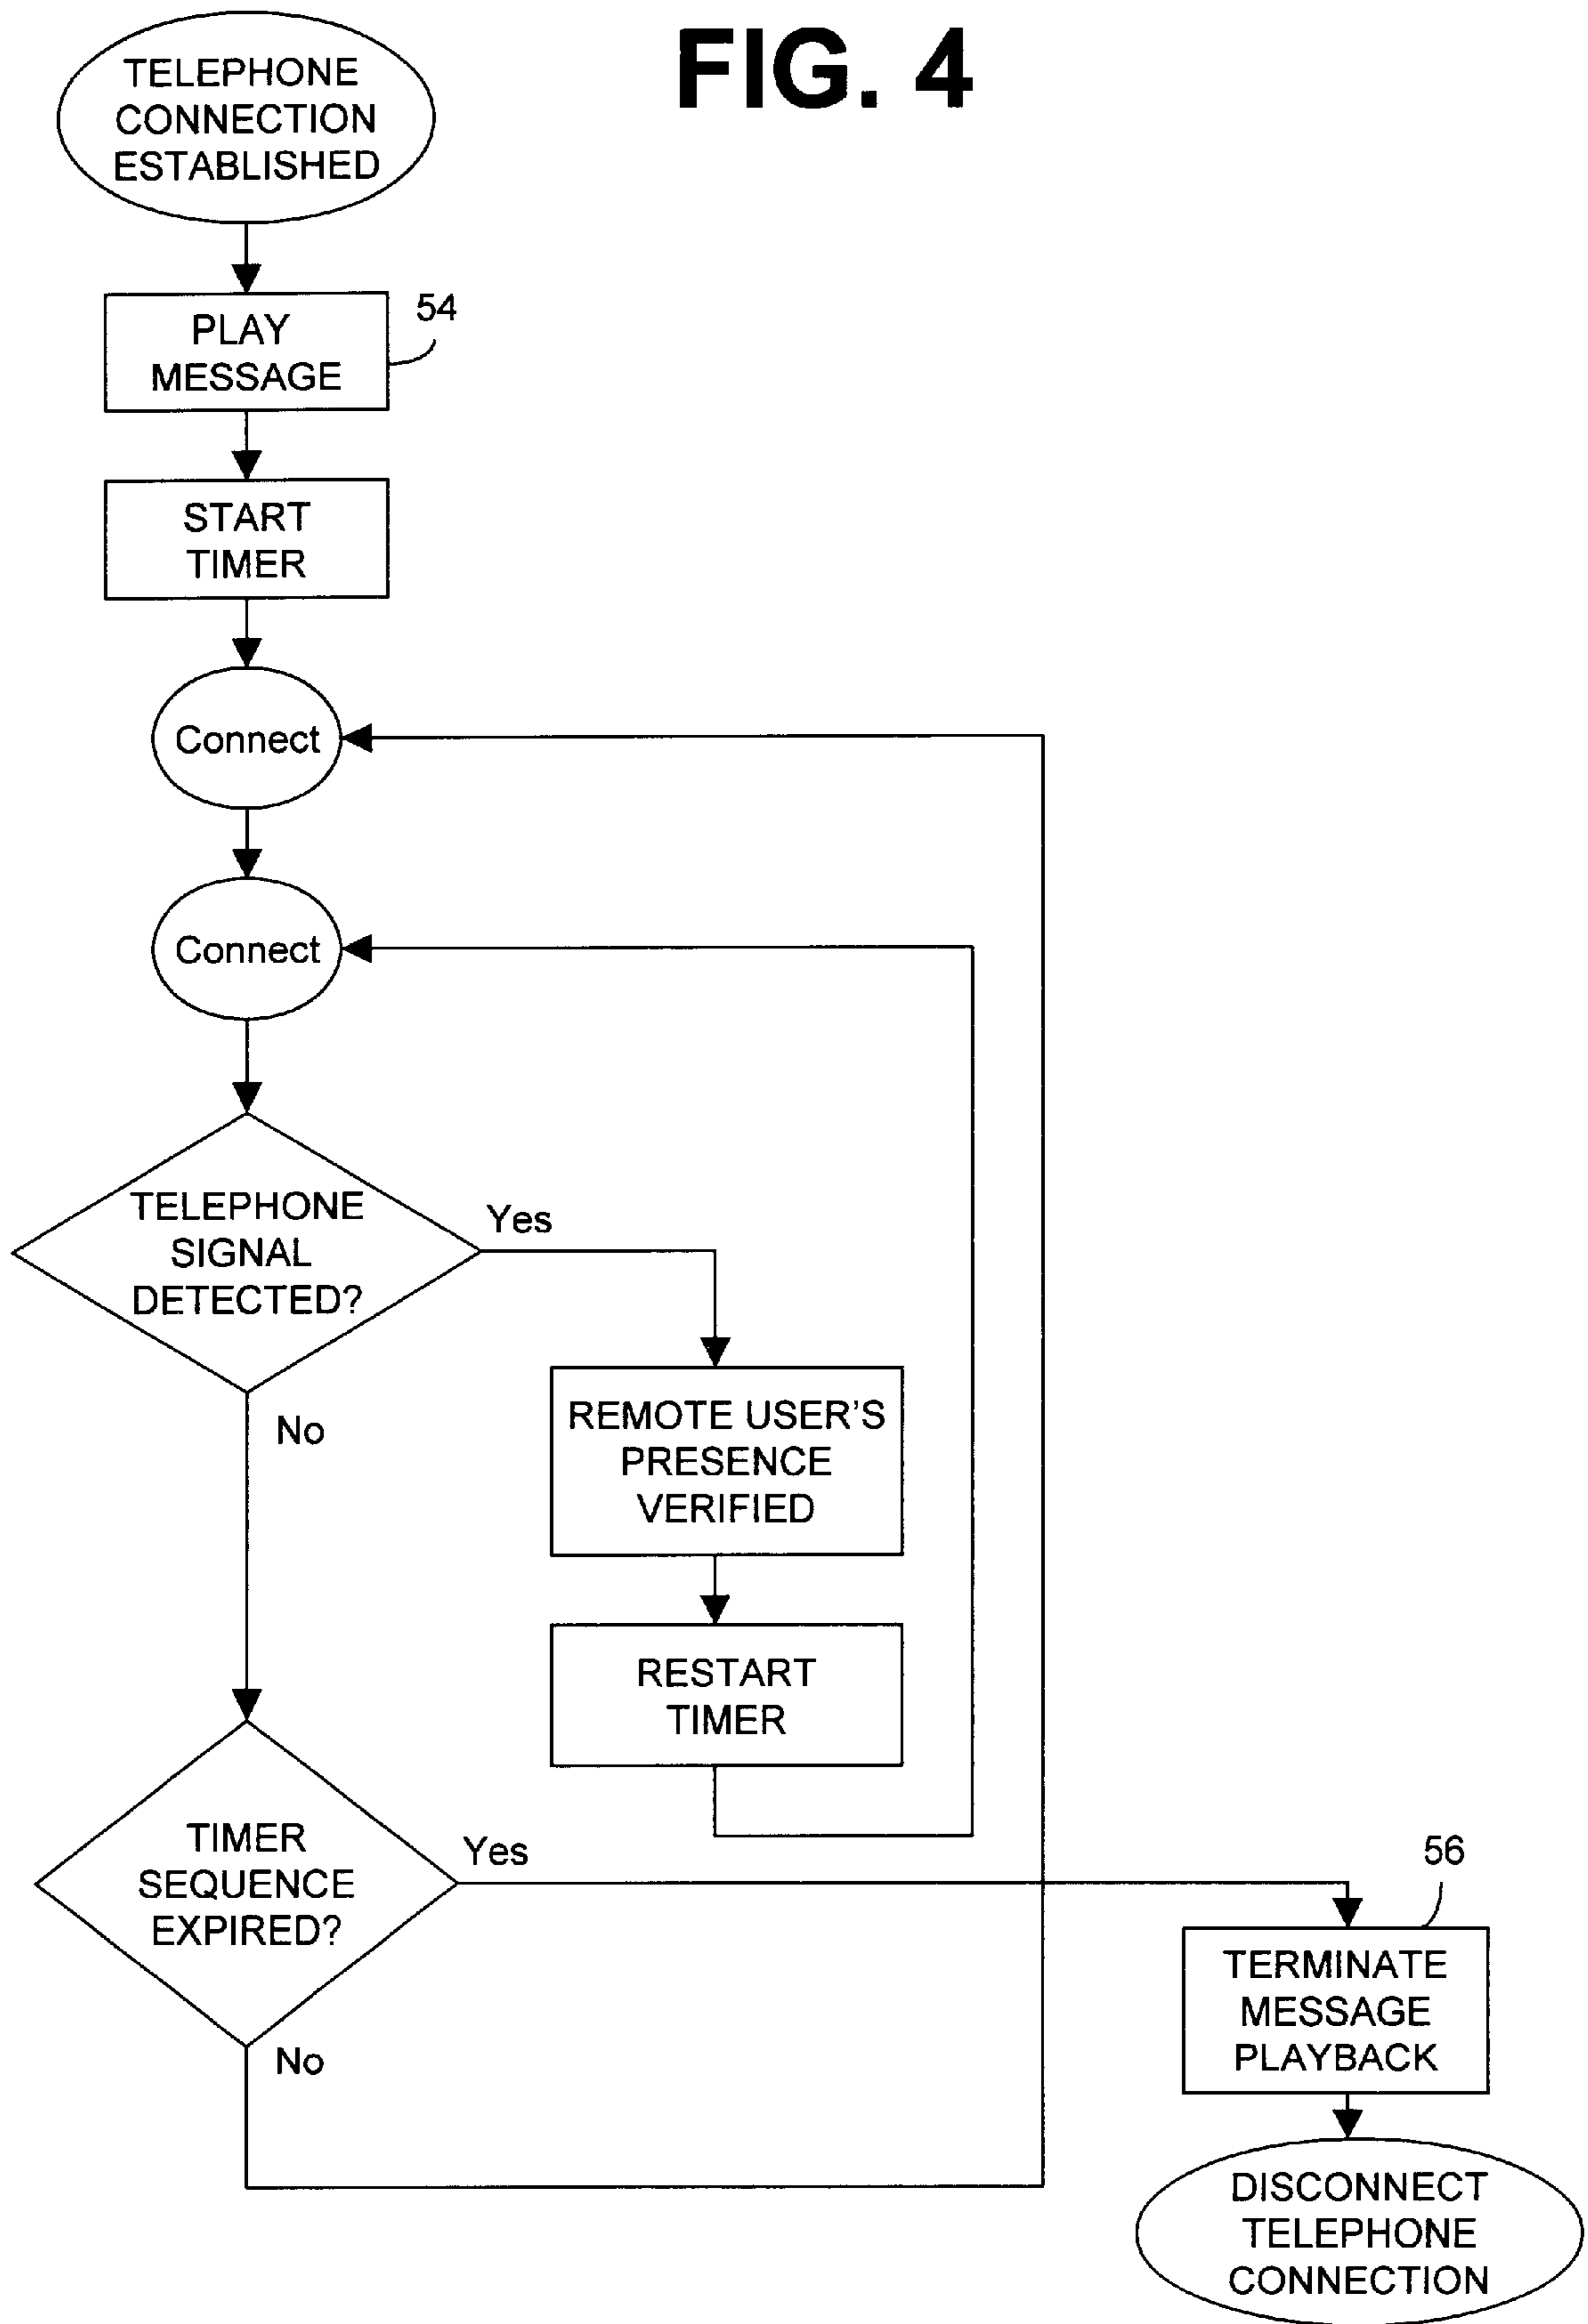 FIG. 4
TELEPHONE
CONNECTION
ESTABLISHED
PLAY
MESSAGE
54
START
TIMER
Connect
Connect
TELEPHONE
SIGNAL
DETECTED?
Yes
No
REMOTE USER'S
PRESENCE
VERIFIED
RESTART
TIMER
TIMER
SEQUENCE
EXPIRED?
Yes
No
56
TERMINATE
MESSAGE
PLAYBACK
DISCONNECT
TELEPHONE
CONNECTION